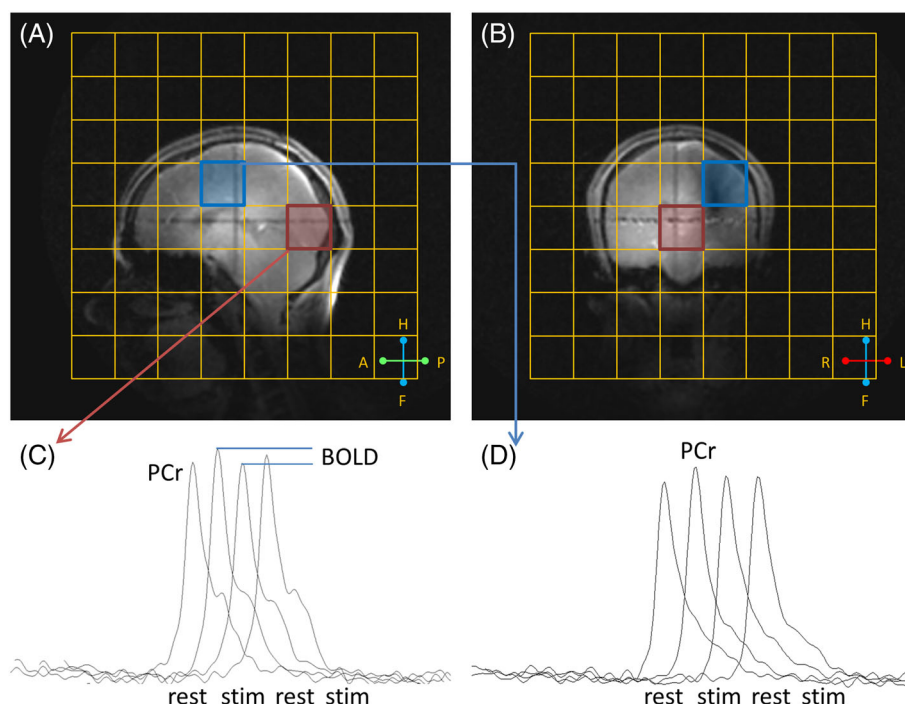 (A)
(B)
H
A P
F
H
R L
F
(C)
PCr
BOLD
rest stim rest stim
(D)
PCr
rest stim rest stim